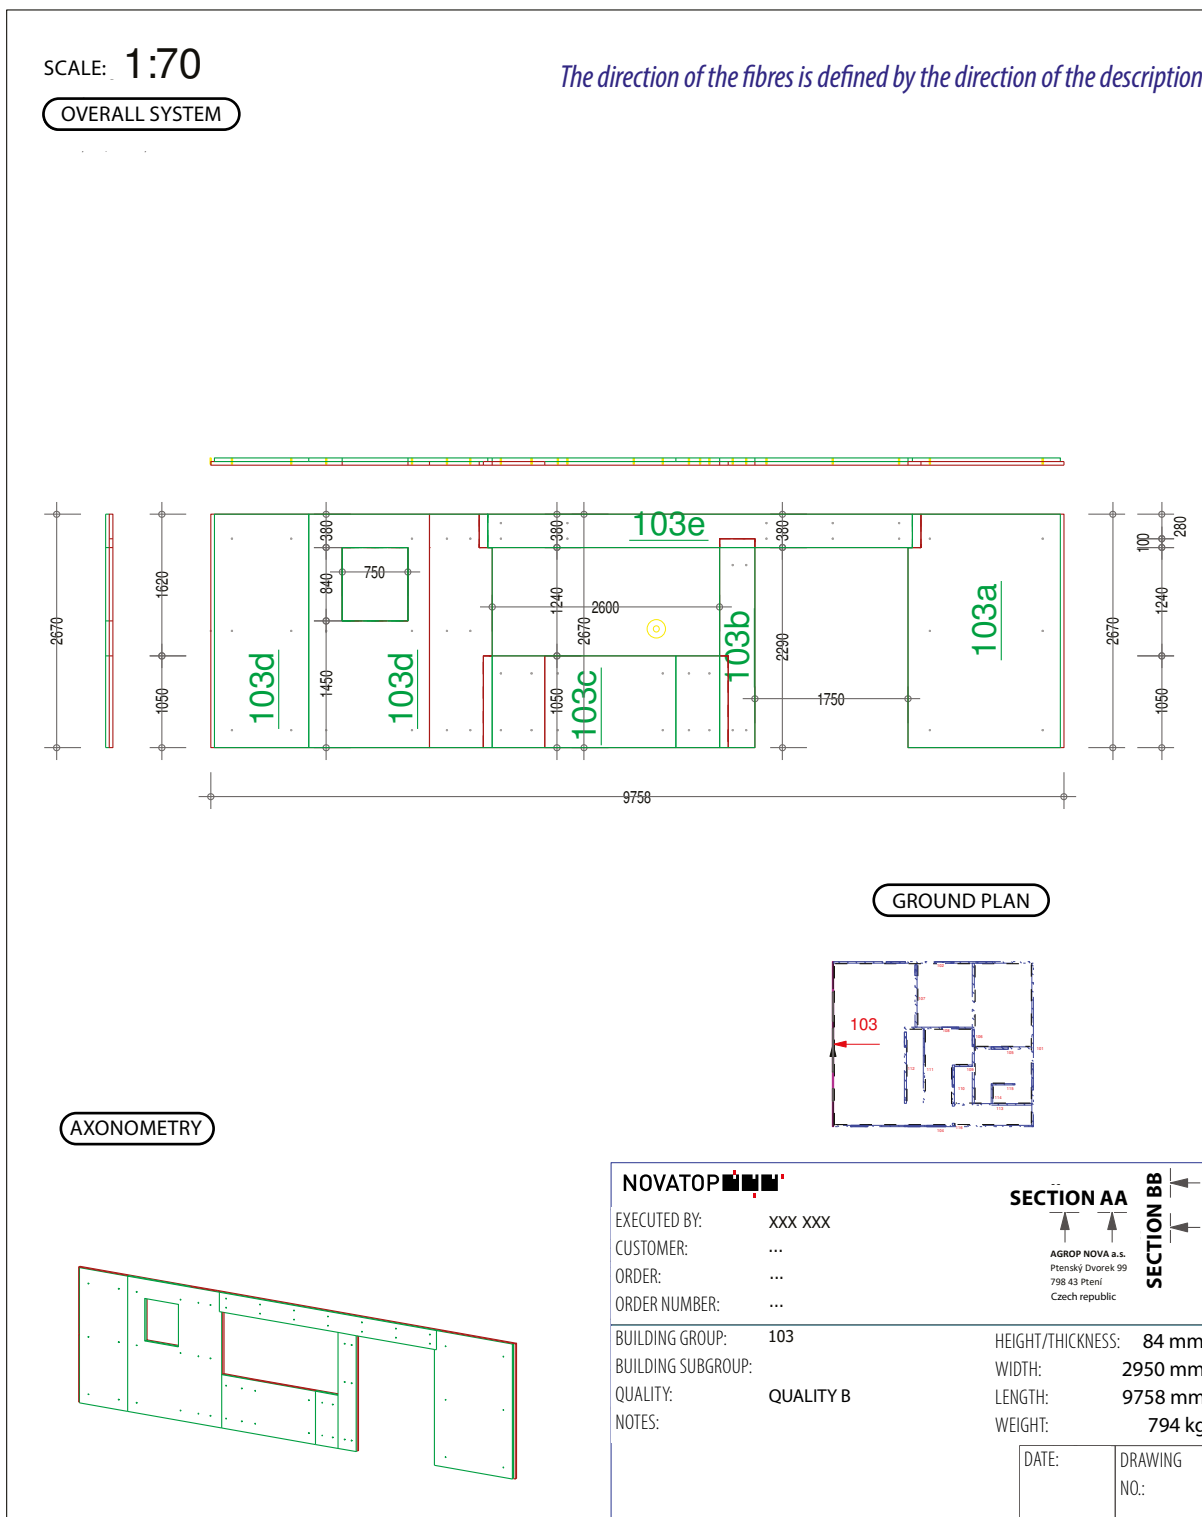 SCALE: 1:70
The direction of the fibres is defined by the direction of the description
OVERALL SYSTEM
103e
103a
103b
103c
103d
103d
2670
1620
1050
380
840
1450
750
380
1240
2670
1050
2600
380
2290
1750
2670
100
280
1240
1050
9758
GROUND PLAN
103
AXONOMETRY
NOVATOP
SECTION AA
SECTION BB
EXECUTED BY: XXX XXX
CUSTOMER: ...
ORDER: ...
ORDER NUMBER: ...
AGROP NOVA a.s.
Ptenský Dvorek 99
798 43 Ptení
Czech republic
BUILDING GROUP: 103
BUILDING SUBGROUP:
QUALITY: QUALITY B
NOTES:
HEIGHT/THICKNESS: 84 mm
WIDTH: 2950 mm
LENGTH: 9758 mm
WEIGHT: 794 kg
DATE:
DRAWING
NO.: